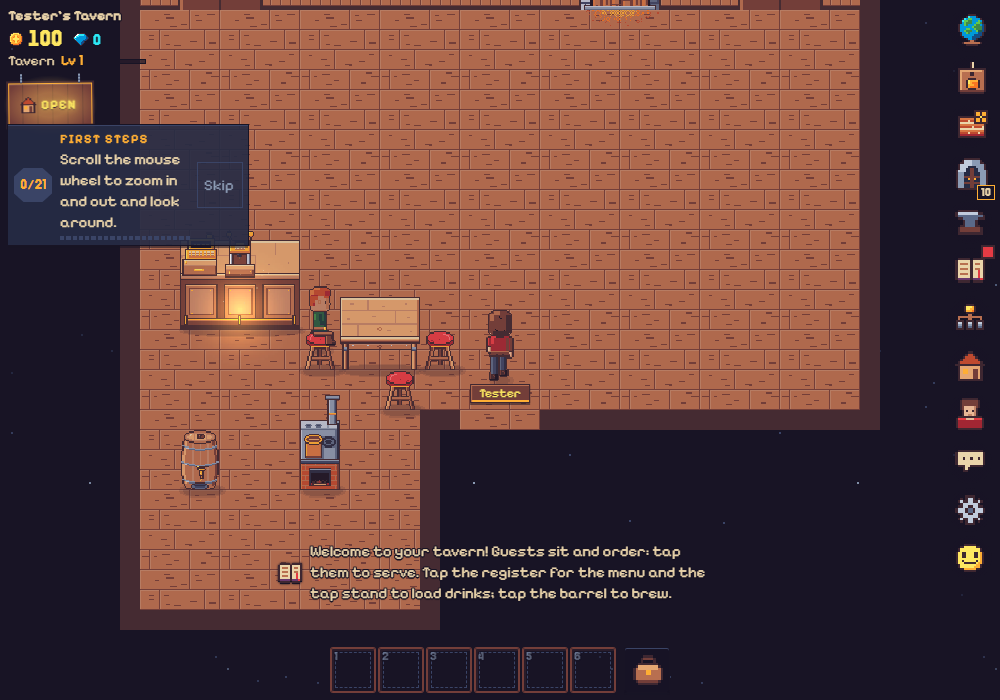 Tester's Tavern
100 0
Tavern Lv 1
OPEN
FIRST STEPS
0/21
Scroll the mouse
wheel to zoom in
and out and look
around.
Skip
10
Tester
Welcome to your tavern! Guests sit and order: tap
them to serve. Tap the register for the menu and the
tap stand to load drinks; tap the barrel to brew.
1 2 3 4 5 6